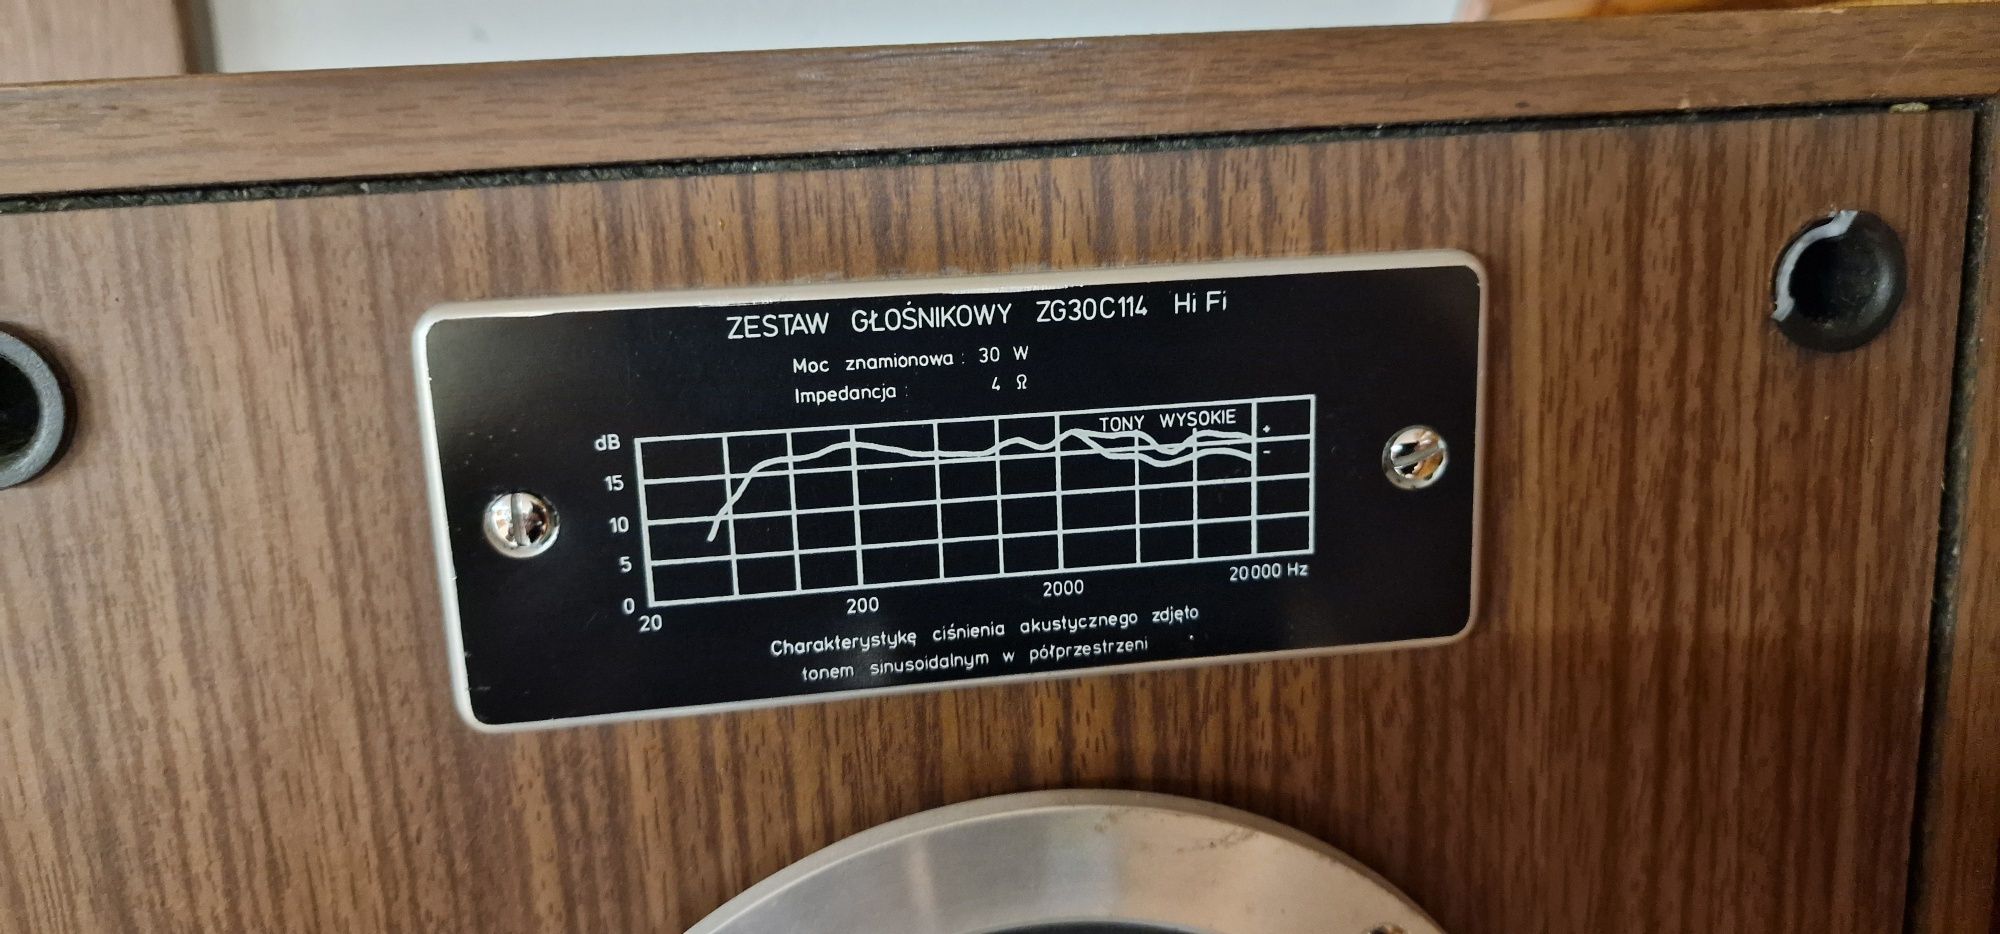 ZESTAW GŁOŚNIKOWY ZG30C114 Hi Fi
Moc znamionowa : 30 W
Impedancja : 4 Ω
dB
15
10
5
0
TONY WYSOKIE
+
-
20
200
2000
20000 Hz
Charakterystykę ciśnienia akustycznego zdjęto
tonem sinusoidalnym w półprzestrzeni